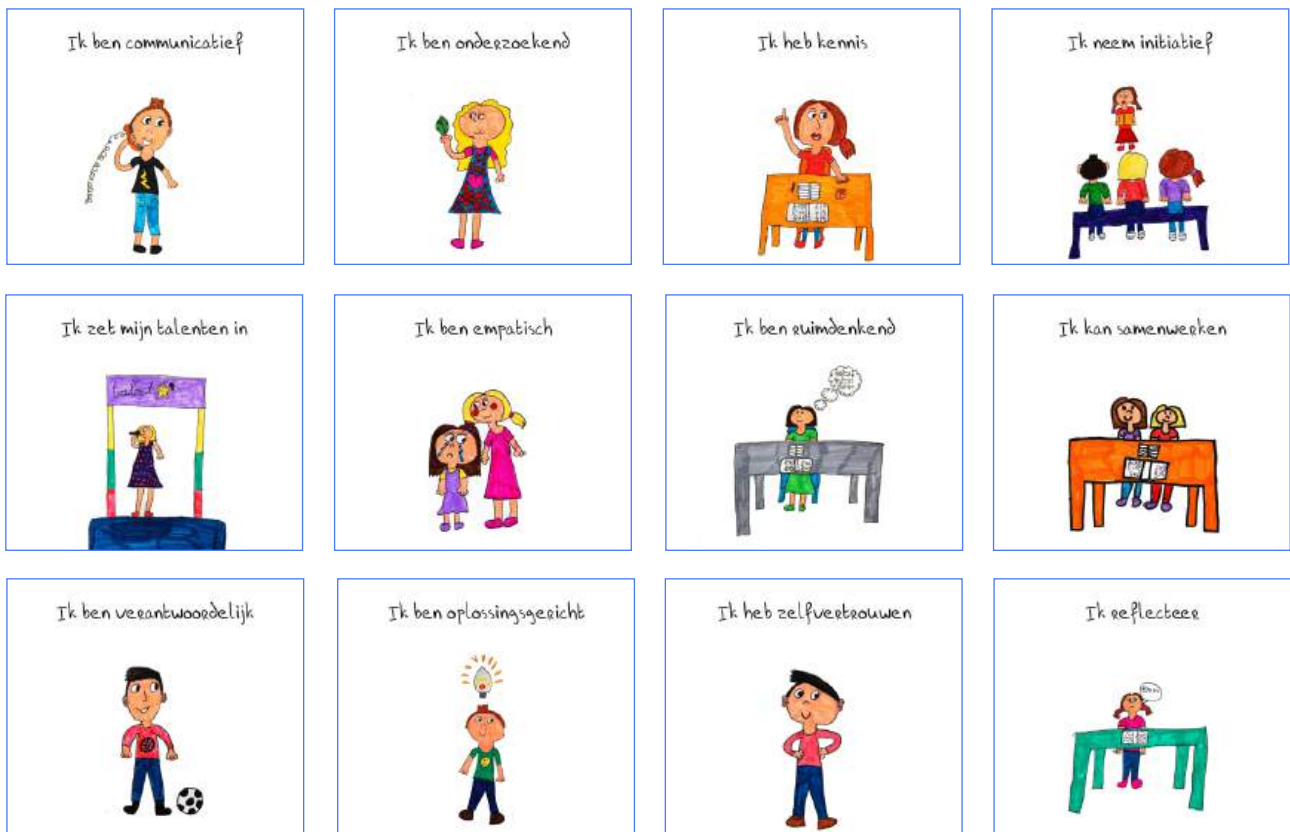 Ik ben communicatief
Ik ben onderzoekend
Ik heb kennis
Ik neem initiatief
Ik zet mijn talenten in
talent
Ik ben empatisch
Ik ben ruimdenkend
Ik kan samenwerken
Ik ben verantwoordelijk
Ik ben oplossingsgericht
Ik heb zelfvertrouwen
Ik reflecteer